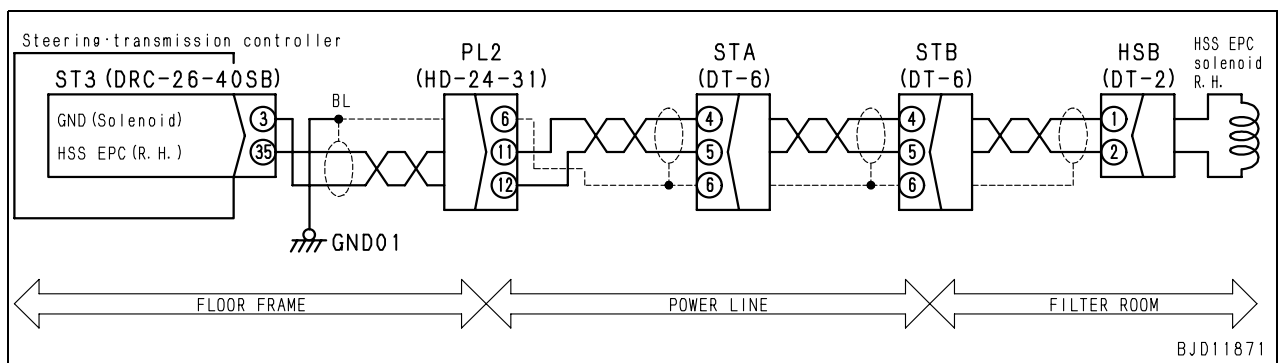 Steering·transmission controller
ST3 (DRC-26-40SB)
GND (Solenoid)
HSS EPC (R. H.)
3
35
BL
GND01
PL2
(HD-24-31)
6
11
12
STA
(DT-6)
4
5
6
STB
(DT-6)
4
5
6
HSB
(DT-2)
1
2
HSS EPC
solenoid
R. H.
FLOOR FRAME
POWER LINE
FILTER ROOM
BJD11871